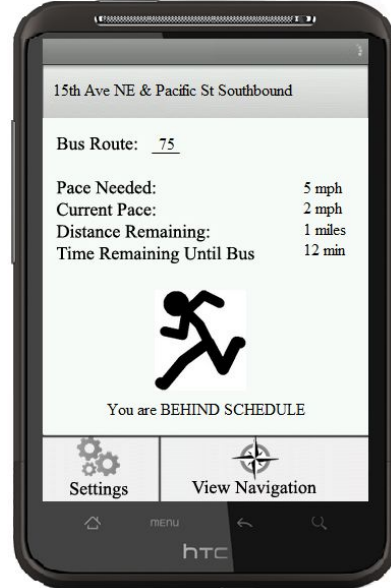 15th Ave NE & Pacific St Southbound
Bus Route: 75
Pace Needed: 5 mph
Current Pace: 2 mph
Distance Remaining: 1 miles
Time Remaining Until Bus 12 min
You are BEHIND SCHEDULE
Settings View Navigation
menu
hTC